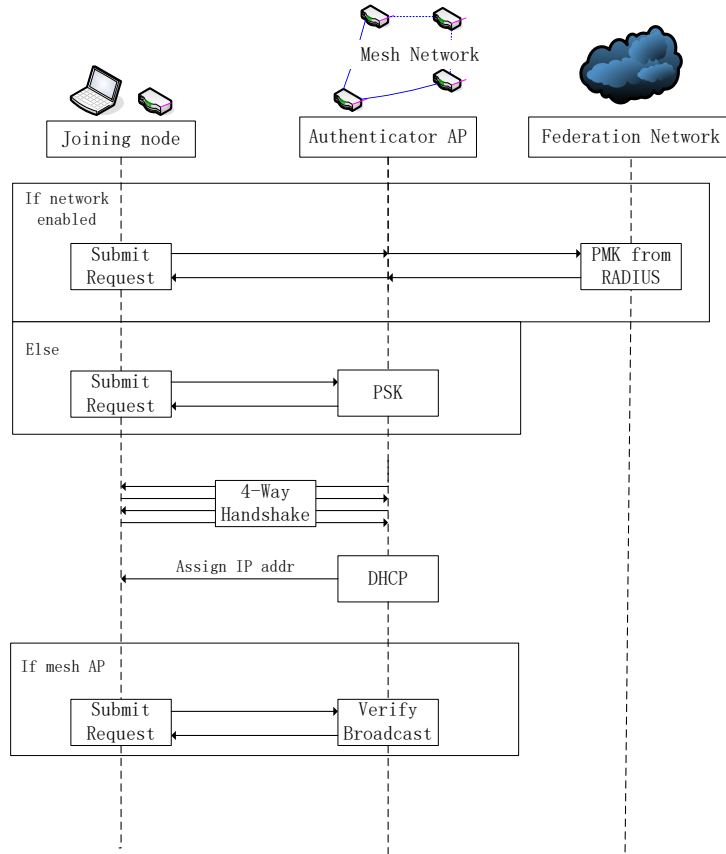 Mesh Network
Joining node
Authenticator AP
Federation Network
If network
enabled
Submit
Request
PMK from
RADIUS
Else
Submit
Request
PSK
4-Way
Handshake
Assign IP addr
DHCP
If mesh AP
Submit
Request
Verify
Broadcast